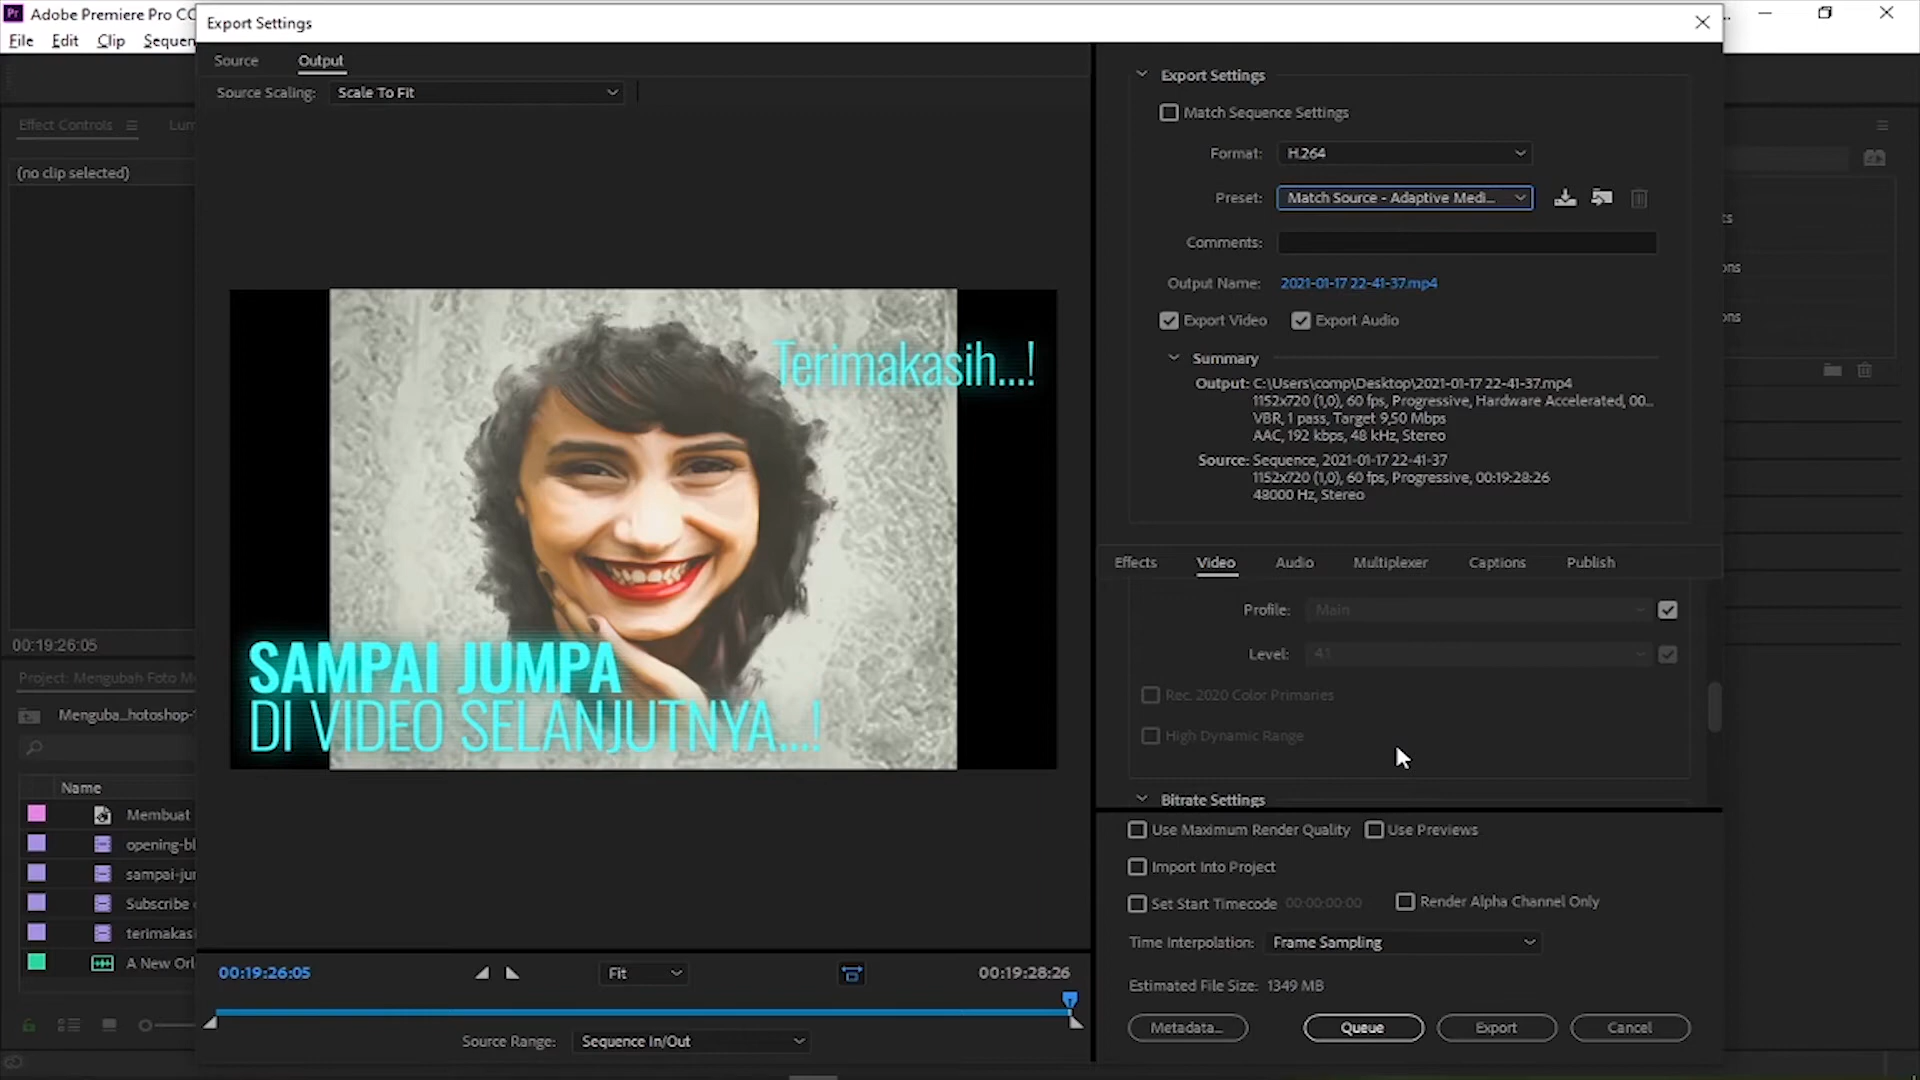 Adobe Premiere Pro CC
Export Settings
File Edit Clip Sequen
Source Output
Source Scaling: Scale To Fit
Effect Controls
(no clip selected)
00:19:26:05
Project: Mengubah Foto M
Menguba...hotoshop-
Name
Membuat
opening-bl
sampai-ju
Subscribe
terimakas
A New Orl
Terimakasih...!
SAMPAI JUMPA
DI VIDEO SELANJUTNYA...!
00:19:26:05 Fit 00:19:28:26
Source Range: Sequence In/Out
Export Settings
Match Sequence Settings
Format: H.264
Preset: Match Source - Adaptive Medi...
Comments:
Output Name: 2021-01-17 22-41-37.mp4
Export Video Export Audio
Summary
Output: C:\Users\comp\Desktop\2021-01-17 22-41-37.mp4
1152x720 (1,0), 60 fps, Progressive, Hardware Accelerated, 00...
VBR, 1 pass, Target 9,50 Mbps
AAC, 192 kbps, 48 kHz, Stereo
Source: Sequence, 2021-01-17 22-41-37
1152x720 (1,0), 60 fps, Progressive, 00:19:28:26
48000 Hz, Stereo
Effects Video Audio Multiplexer Captions Publish
Profile: Main
Level: 4.1
Rec. 2020 Color Primaries
High Dynamic Range
Bitrate Settings
Use Maximum Render Quality Use Previews
Import Into Project
Set Start Timecode 00:00:00:00 Render Alpha Channel Only
Time Interpolation: Frame Sampling
Estimated File Size: 1349 MB
Metadata... Queue Export Cancel